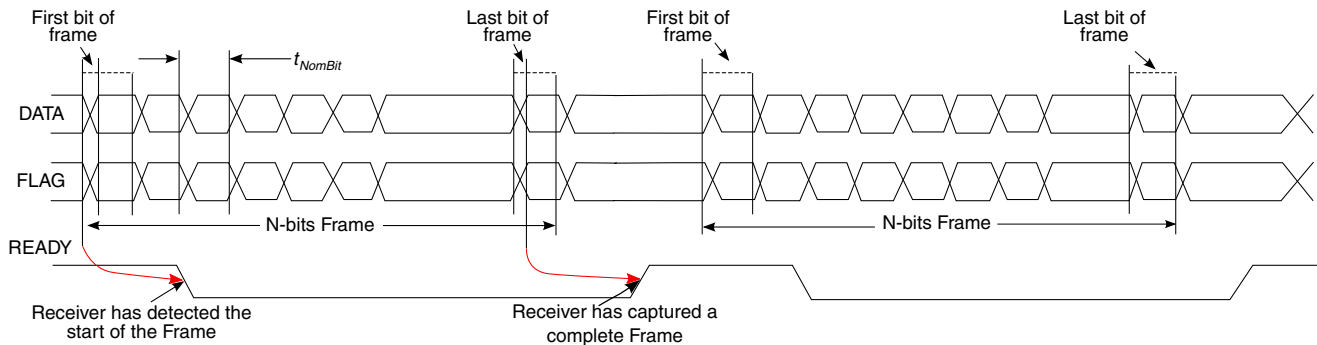 First bit of
frame
Last bit of
frame
First bit of
frame
Last bit of
frame
tNomBit
DATA
FLAG
N-bits Frame
N-bits Frame
READY
Receiver has detected the
start of the Frame
Receiver has captured a
complete Frame